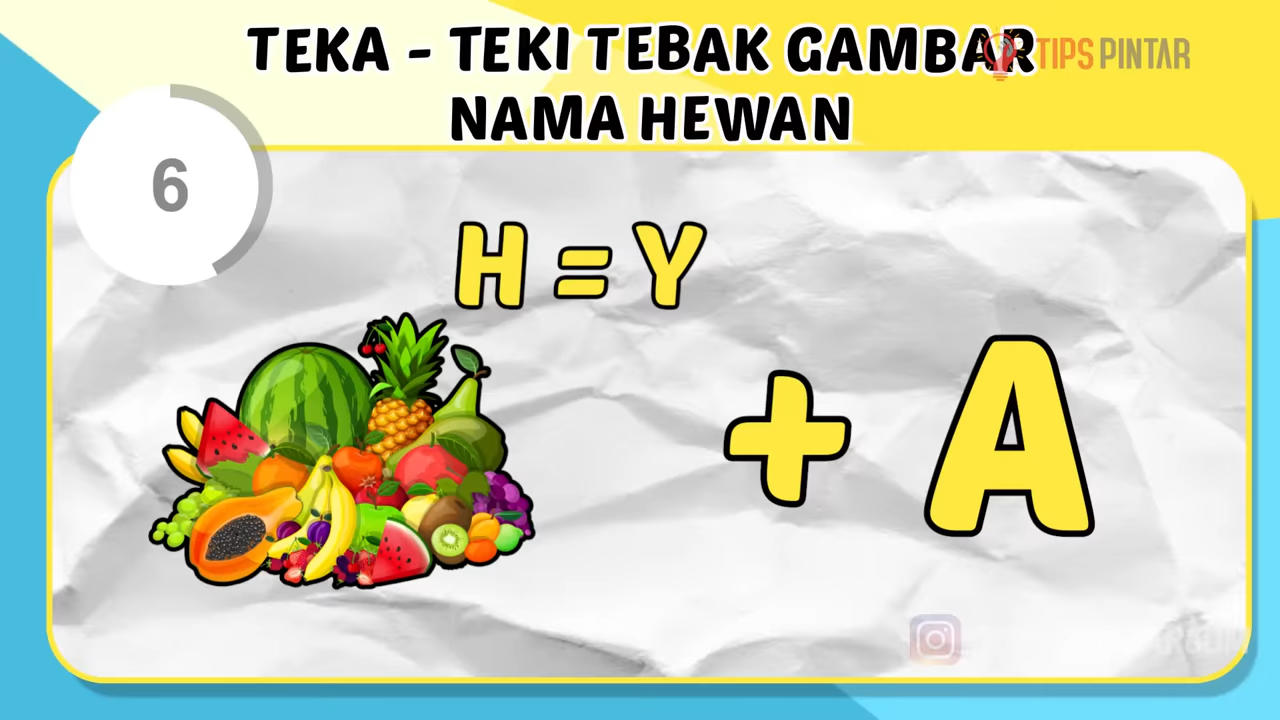 TEKA - TEKI TEBAK GAMBAR
TIPS PINTAR
NAMA HEWAN
6
H = Y
+ A